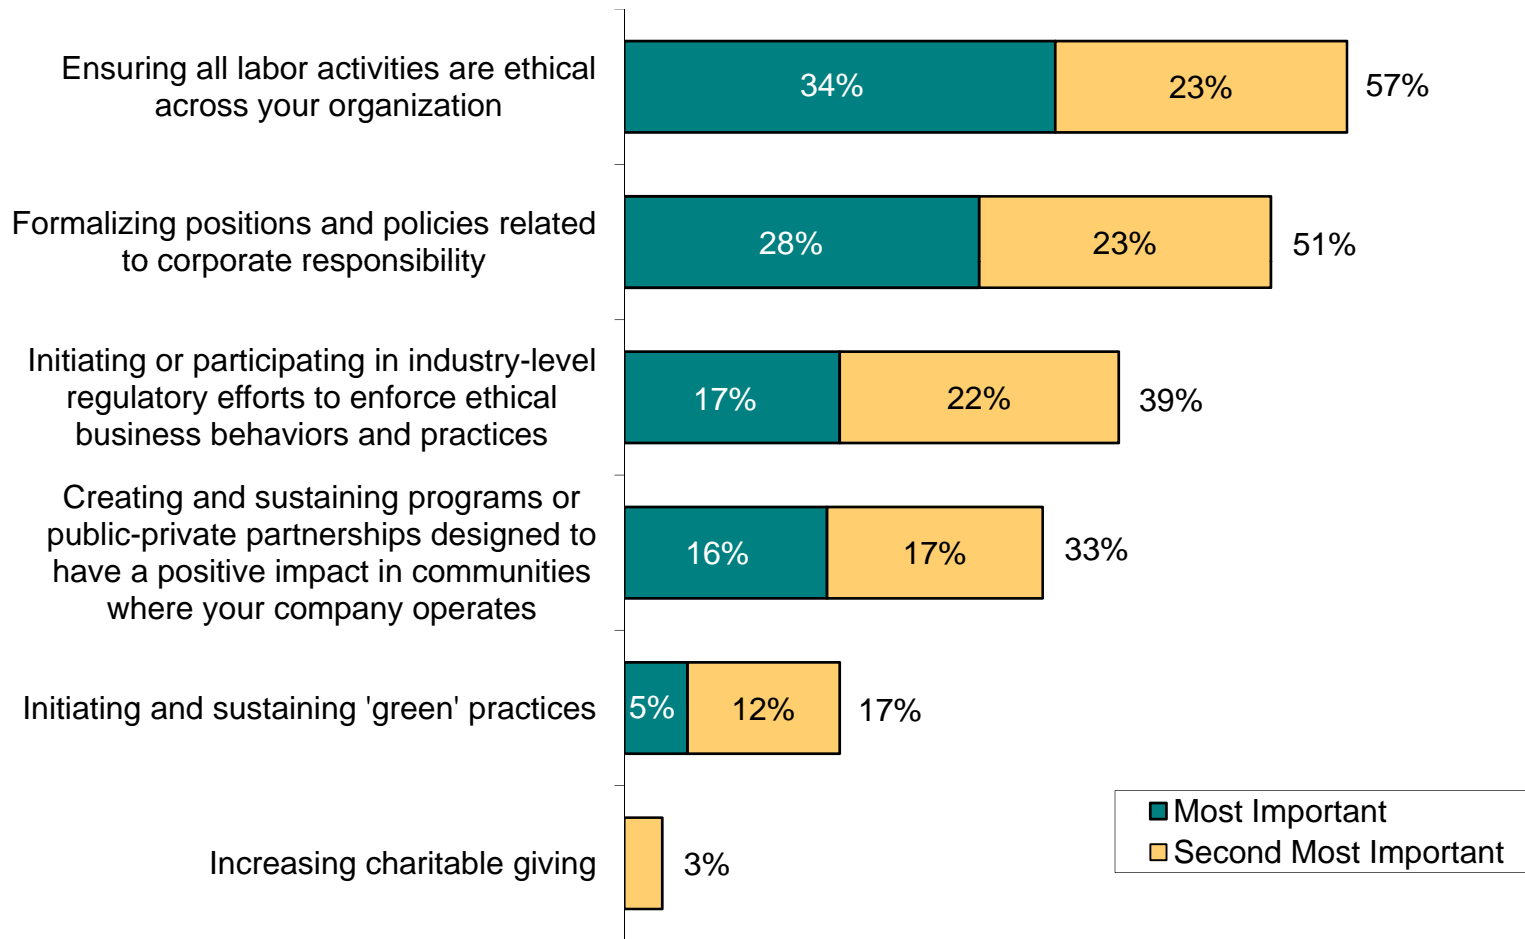 Ensuring all labor activities are ethical
across your organization
34%
23%
57%
Formalizing positions and policies related
to corporate responsibility
28%
23%
51%
Initiating or participating in industry-level
regulatory efforts to enforce ethical
business behaviors and practices
17%
22%
39%
Creating and sustaining programs or
public-private partnerships designed to
have a positive impact in communities
where your company operates
16%
17%
33%
Initiating and sustaining 'green' practices
5%
12%
17%
Increasing charitable giving
3%
Most Important
Second Most Important